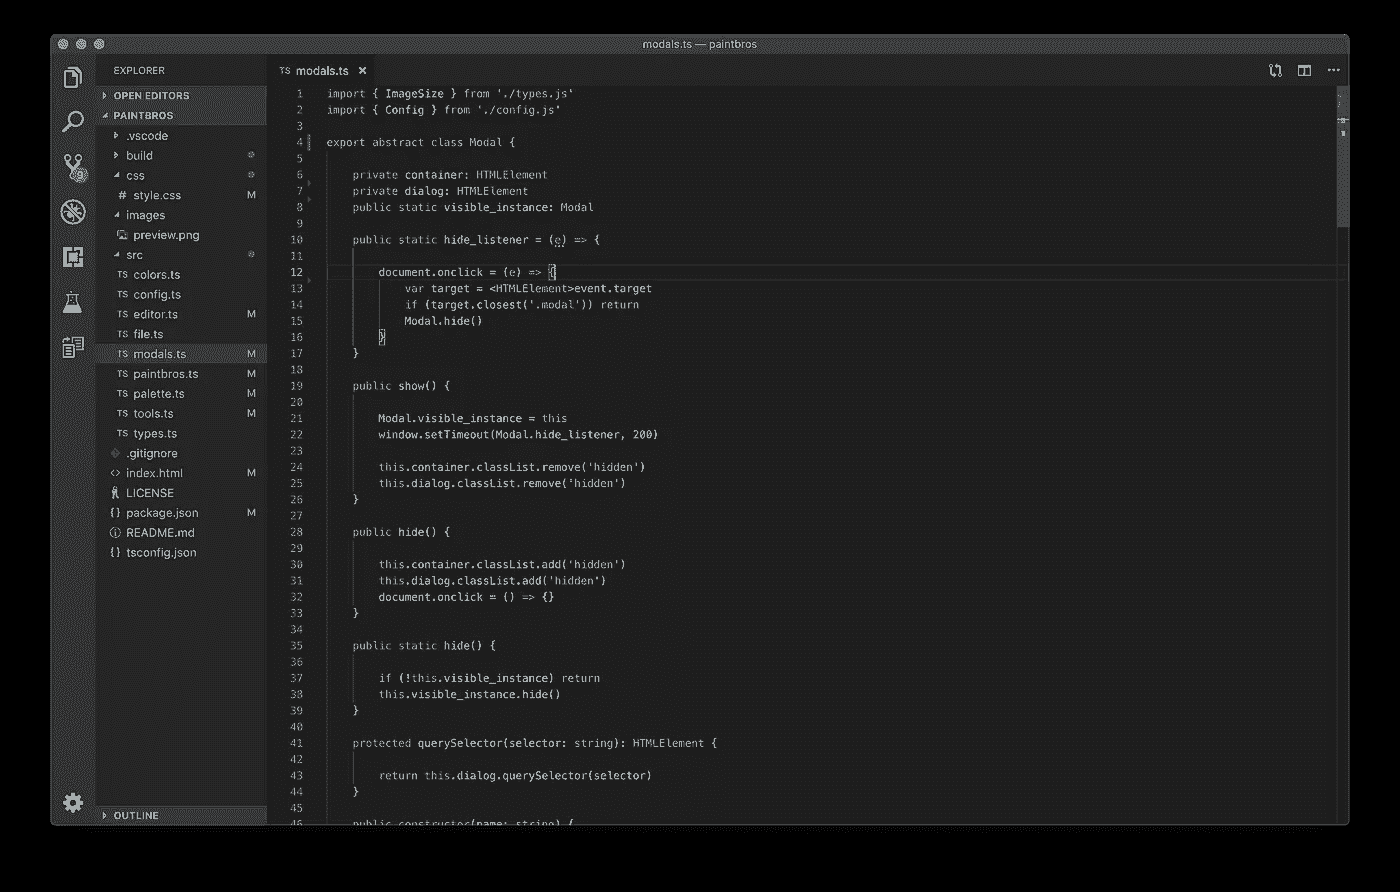 modals.ts — paintbros
EXPLORER
OPEN EDITORS
PAINTBROS
.vscode
build
css
# style.css M
images
preview.png
src
TS colors.ts
TS config.ts
TS editor.ts M
TS file.ts
TS modals.ts M
TS paintbros.ts M
TS palette.ts M
TS tools.ts M
TS types.ts
.gitignore
<> index.html M
LICENSE
{} package.json M
README.md
{} tsconfig.json
OUTLINE
9
TS modals.ts ×
1 import { ImageSize } from './types.js'
2 import { Config } from './config.js'
3
4 export abstract class Modal {
5
6 private container: HTMLElement
7 private dialog: HTMLElement
8 public static visible_instance: Modal
9
10 public static hide_listener = (e) => {
11
12 document.onclick = (e) => {
13 var target = <HTMLElement>event.target
14 if (target.closest('.modal')) return
15 Modal.hide()
16 }
17 }
18
19 public show() {
20
21 Modal.visible_instance = this
22 window.setTimeout(Modal.hide_listener, 200)
23
24 this.container.classList.remove('hidden')
25 this.dialog.classList.remove('hidden')
26 }
27
28 public hide() {
29
30 this.container.classList.add('hidden')
31 this.dialog.classList.add('hidden')
32 document.onclick = () => {}
33 }
34
35 public static hide() {
36
37 if (!this.visible_instance) return
38 this.visible_instance.hide()
39 }
40
41 protected querySelector(selector: string): HTMLElement {
42
43 return this.dialog.querySelector(selector)
44 }
45
46 public constructor(name: string) {